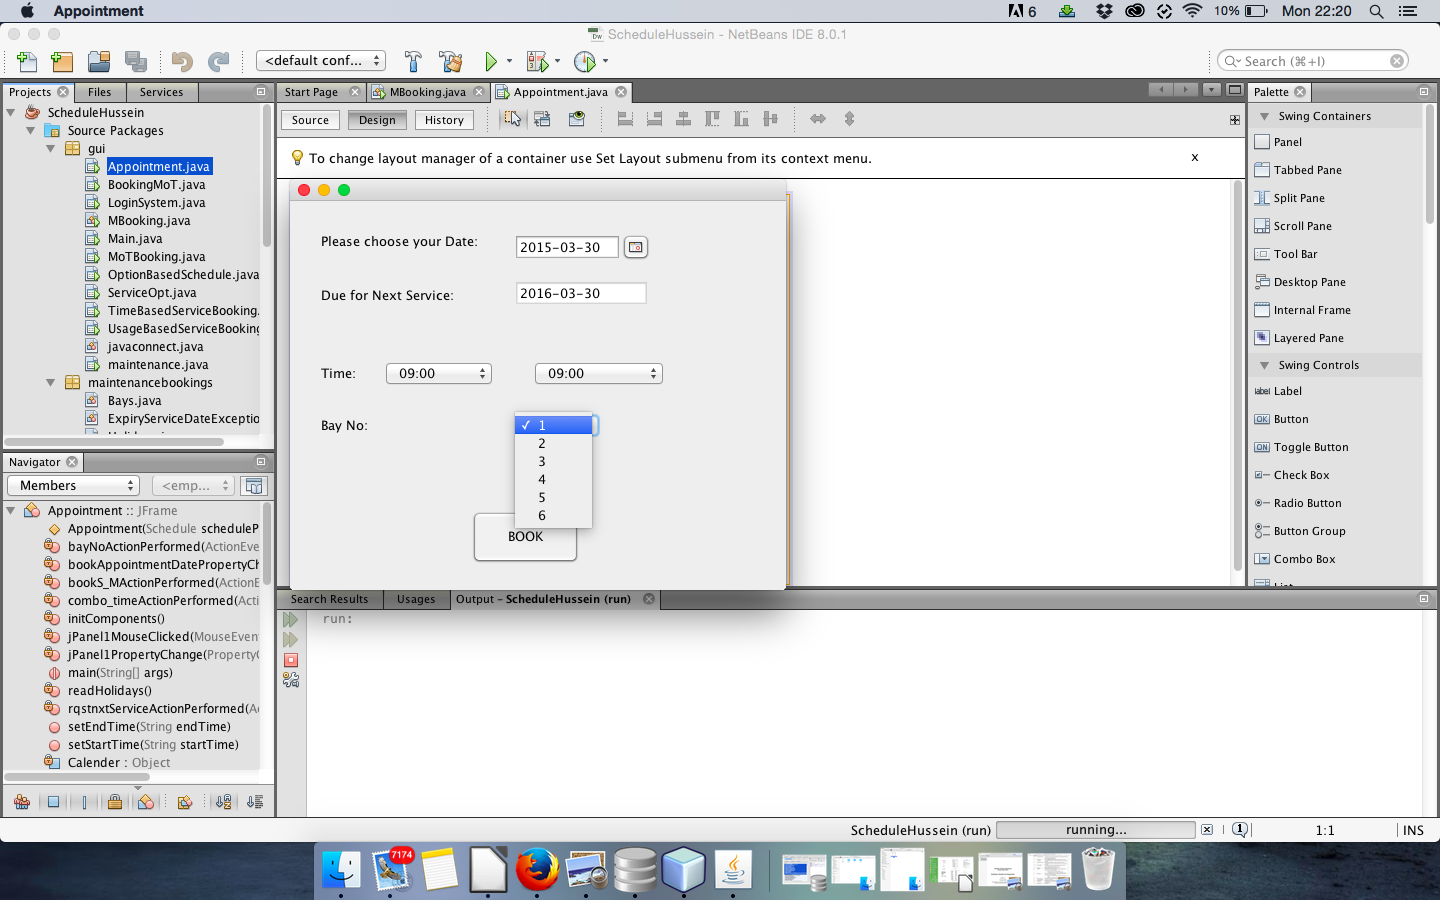 Appointment
6
10%
Mon 22:20
ScheduleHussein - NetBeans IDE 8.0.1
<default conf...
Search (⌘+I)
Projects
Files
Services
ScheduleHussein
Source Packages
gui
Appointment.java
BookingMoT.java
LoginSystem.java
MBooking.java
Main.java
MoTBooking.java
OptionBasedSchedule.java
ServiceOpt.java
TimeBasedServiceBooking.
UsageBasedServiceBooking
javaconnect.java
maintenance.java
maintenancebookings
Bays.java
ExpiryServiceDateExceptio
Navigator
Members
<emp...
Appointment :: JFrame
Appointment(Schedule scheduleP
bayNoActionPerformed(ActionEve
bookAppointmentDatePropertyCh
bookS_MActionPerformed(ActionE
combo_timeActionPerformed(Acti
initComponents()
jPanel1MouseClicked(MouseEven
jPanel1PropertyChange(PropertyC
main(String[] args)
readHolidays()
rqstnxtServiceActionPerformed(Ac
setEndTime(String endTime)
setStartTime(String startTime)
Calender : Object
Start Page
MBooking.java
Appointment.java
Source
Design
History
To change layout manager of a container use Set Layout submenu from its context menu.
x
Please choose your Date:
2015-03-30
Due for Next Service:
2016-03-30
Time:
09:00
09:00
Bay No:
✓ 1
2
3
4
5
6
BOOK
Palette
Swing Containers
Panel
Tabbed Pane
Split Pane
Scroll Pane
Tool Bar
Desktop Pane
Internal Frame
Layered Pane
Swing Controls
label Label
OK Button
ON Toggle Button
Check Box
Radio Button
Button Group
Combo Box
Search Results
Usages
Output - ScheduleHussein (run)
run:
ScheduleHussein (run)
running...
1
1:1
INS
7174